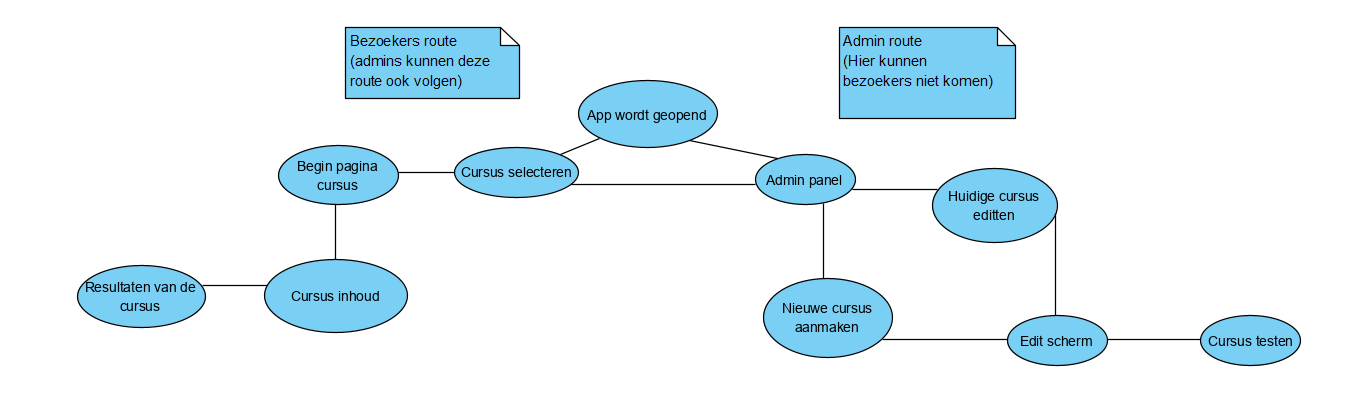 Bezoekers route
(admins kunnen deze
route ook volgen)
Admin route
(Hier kunnen
bezoekers niet komen)
App wordt geopend
Begin pagina
cursus
Cursus selecteren
Admin panel
Huidige cursus
editten
Resultaten van de
cursus
Cursus inhoud
Nieuwe cursus
aanmaken
Edit scherm
Cursus testen